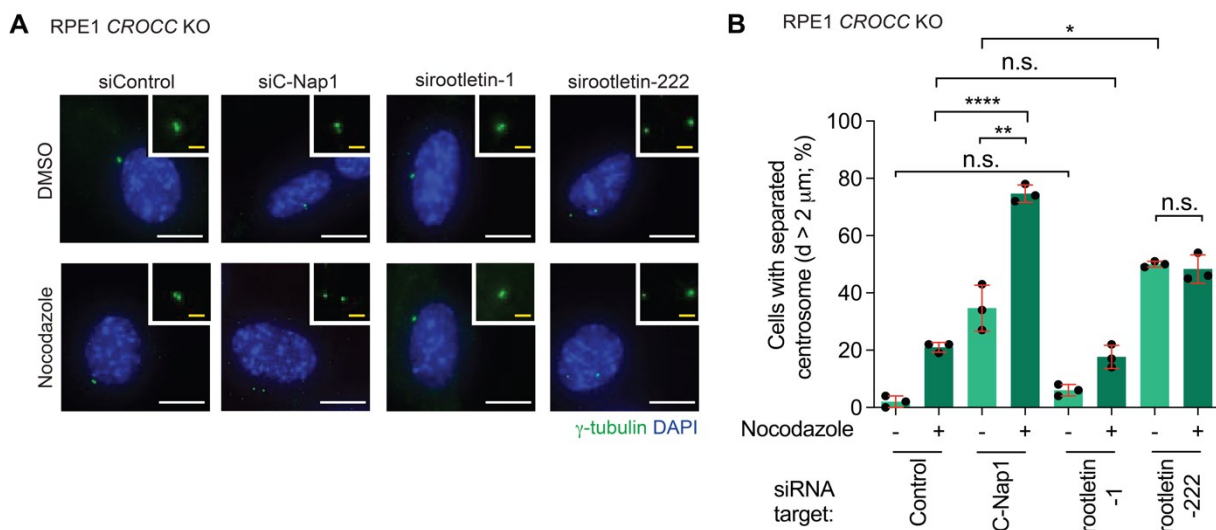 A RPE1 CROCC KO
siControl siC-Nap1 sirootletin-1 sirootletin-222
DMSO
Nocodazole
γ-tubulin DAPI
B RPE1 CROCC KO
*
n.s.
****
**
n.s.
n.s.
100
80
60
40
20
0
Cells with separated
centrosome (d > 2 μm; %)
Nocodazole - + - + - + - +
siRNA
target:
Control
C-Nap1
rootletin
-1
rootletin
-222